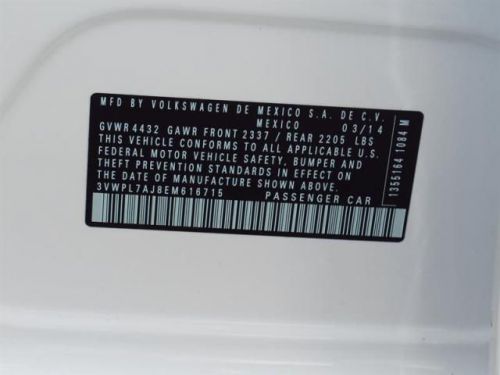 MFD BY VOLKSWAGEN DE MEXICO S.A. DE C.V.
MEXICO 03/14
GVWR 4432 GAWR FRONT 2337 / REAR 2205 LBS
THIS VEHICLE CONFORMS TO ALL APPLICABLE U.S.
FEDERAL MOTOR VEHICLE SAFETY, BUMPER AND
THEFT PREVENTION STANDARDS IN EFFECT ON THE
DATE OF MANUFACTURE SHOWN ABOVE.
3VWPL7AJ8EM616715 PASSENGER CAR
1355164 1084 M